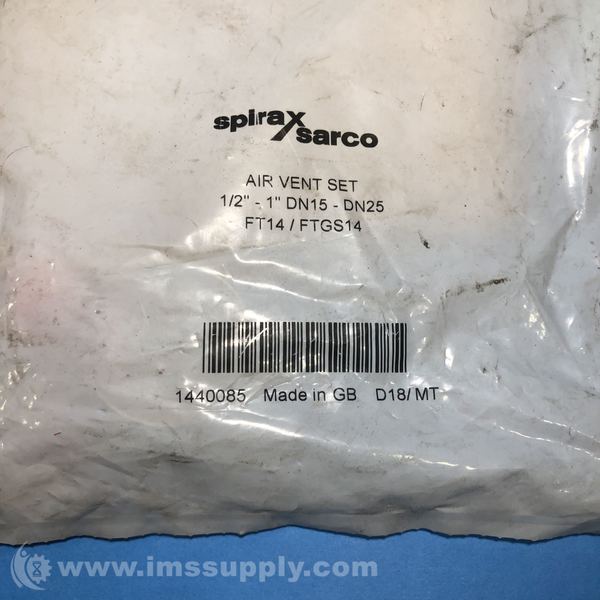 spirax
sarco
AIR VENT SET
1/2" - 1" DN15 - DN25
FT14 / FTGS14
1440085 Made in GB D18/ MT
www.imssupply.com